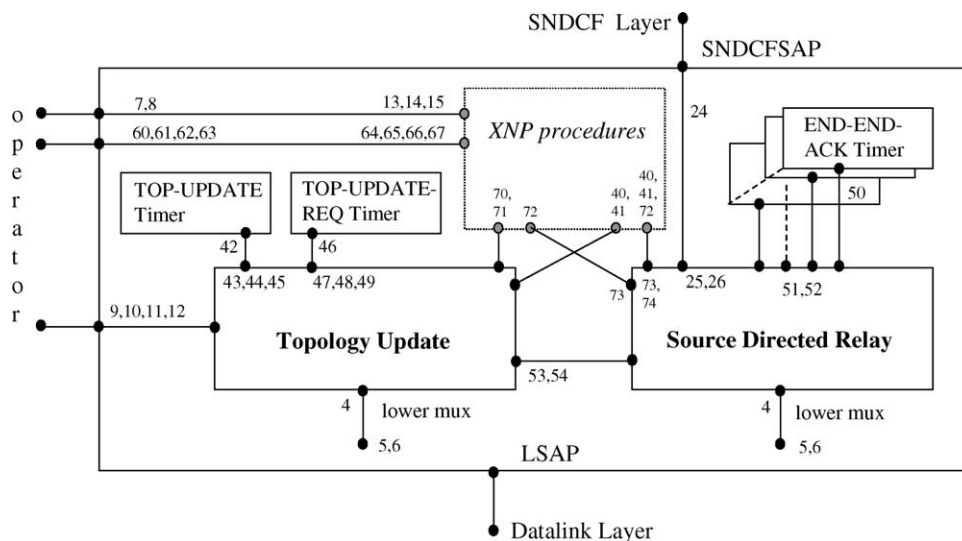 SNDCF Layer
SNDCFSAP
operator
7,8
13,14,15
60,61,62,63
64,65,66,67
XNP procedures
24
END-END-
ACK Timer
50
TOP-UPDATE
Timer
TOP-UPDATE-
REQ Timer
70,
71
72
40,
41
40,
41,
72
42
46
43,44,45
47,48,49
73
73,
74
25,26
51,52
9,10,11,12
Topology Update
Source Directed Relay
53,54
4
lower mux
5,6
4
lower mux
5,6
LSAP
Datalink Layer